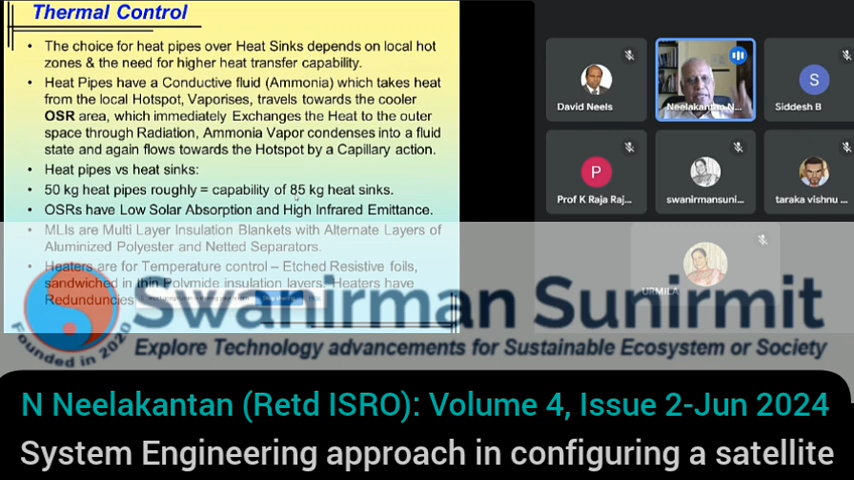 Thermal Control
• The choice for heat pipes over Heat Sinks depends on local hot
zones & the need for higher heat transfer capability.
• Heat Pipes have a Conductive fluid (Ammonia) which takes heat
from the local Hotspot, Vaporises, travels towards the cooler
OSR area, which immediately Exchanges the Heat to the outer
space through Radiation, Ammonia Vapor condenses into a fluid
state and again flows towards the Hotspot by a Capillary action.
• Heat pipes vs heat sinks:
• 50 kg heat pipes roughly = capability of 85 kg heat sinks.
• OSRs have Low Solar Absorption and High Infrared Emittance.
• MLIs are Multi Layer Insulation Blankets with Alternate Layers of
Aluminized Polyester and Netted Separators.
• Heaters are for Temperature control – Etched Resistive foils,
sandwiched in thin Polymide insulation layers. Heaters have
Redunduncies
David Neels
Neelakantha N...
S
Siddesh B
P
Prof K Raja Raj...
swanirmansuni...
taraka vishnu ...
URMILA
Swanirman Sunirmit
Founded in 2020
Explore Technology advancements for Sustainable Ecosystem or Society
N Neelakantan (Retd ISRO): Volume 4, Issue 2-Jun 2024
System Engineering approach in configuring a satellite